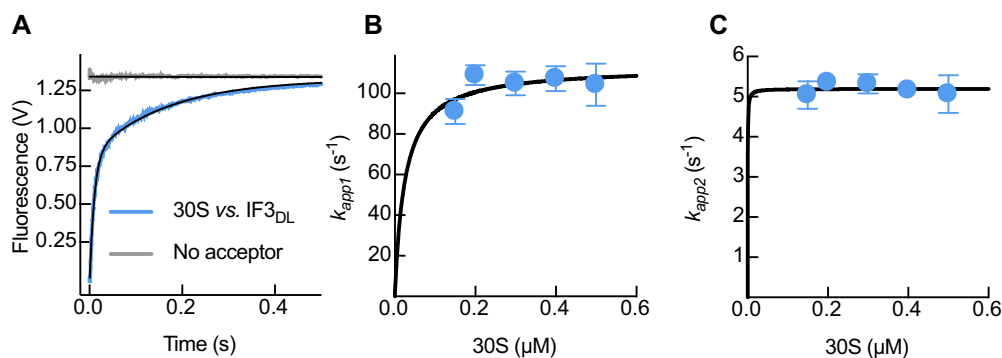 A
Fluorescence (V)
1.25
1.00
0.75
0.50
0.25
30S vs. IF3DL
No acceptor
0.0
0.2
0.4
Time (s)
B
kapp1 (s-1)
100
80
60
40
20
0
0.0
0.2
0.4
0.6
30S (µM)
C
kapp2 (s-1)
6
5
4
3
2
1
0
0.0
0.2
0.4
0.6
30S (µM)